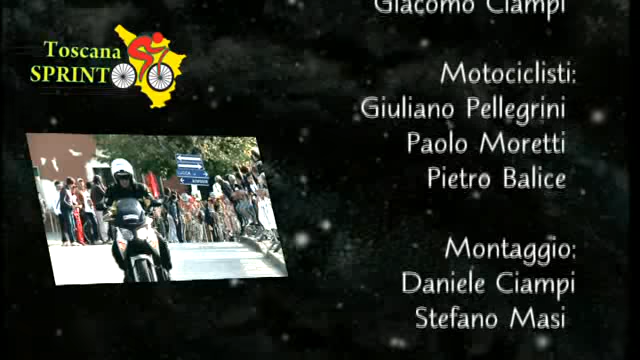 Toscana
SPRINT
Giacomo Ciampi
Motociclisti:
Giuliano Pellegrini
Paolo Moretti
Pietro Balice
Montaggio:
Daniele Ciampi
Stefano Masi